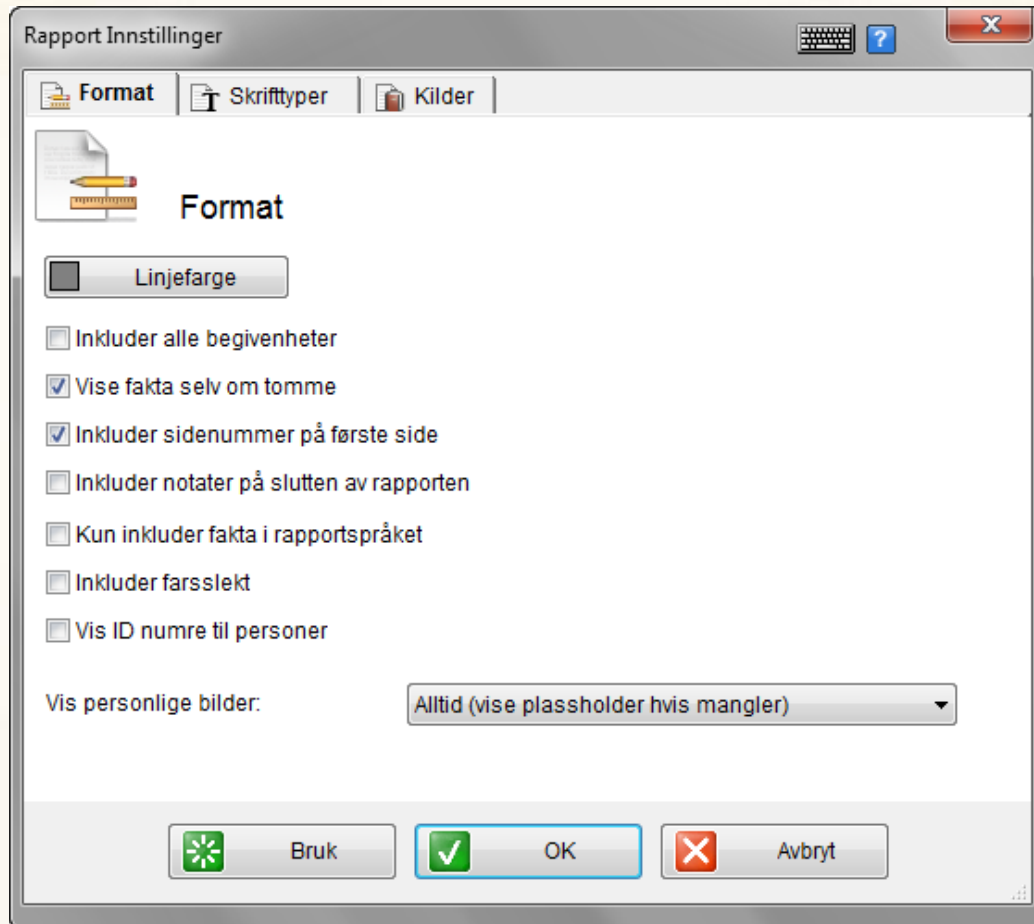 Rapport Innstillinger
?
Format
Skrifttyper
Kilder
Format
Linjefarge
Inkluder alle begivenheter
Vise fakta selv om tomme
Inkluder sidenummer på første side
Inkluder notater på slutten av rapporten
Kun inkluder fakta i rapportspråket
Inkluder farsslekt
Vis ID numre til personer
Vis personlige bilder: Alltid (vise plassholder hvis mangler)
Bruk OK Avbryt